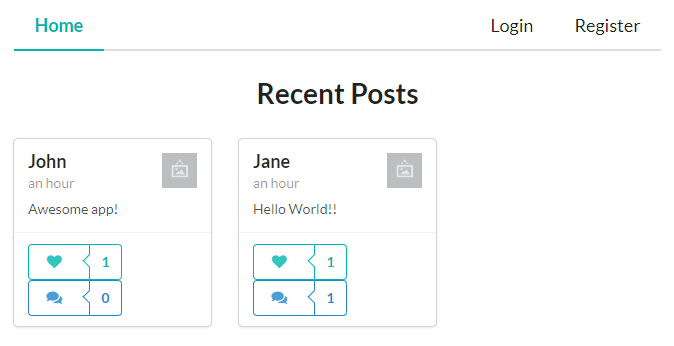 Home Login Register
Recent Posts
John
an hour
Awesome app!
1
0
Jane
an hour
Hello World!!
1
1